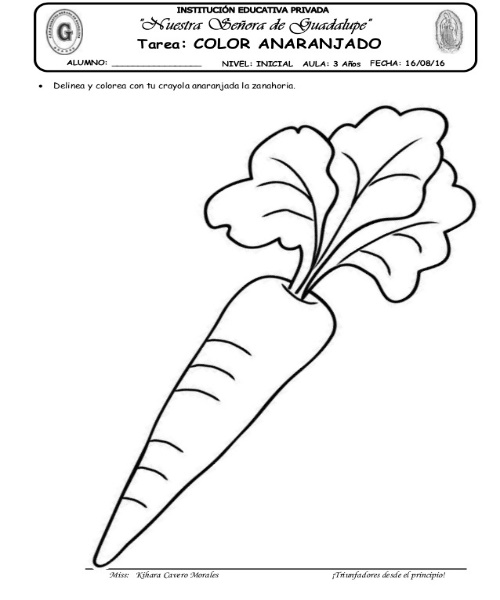 INSTITUCIÓN EDUCATIVA PRIVADA
"Nuestra Señora de Guadalupe"
Tarea: COLOR ANARANJADO
ALUMNO: ____________________ NIVEL: INICIAL AULA: 3 Años FECHA: 16/08/16
G
• Delinea y colorea con tu crayola anaranjada la zanahoria.
Miss: Kihara Cavero Morales ¡Triunfadores desde el principio!